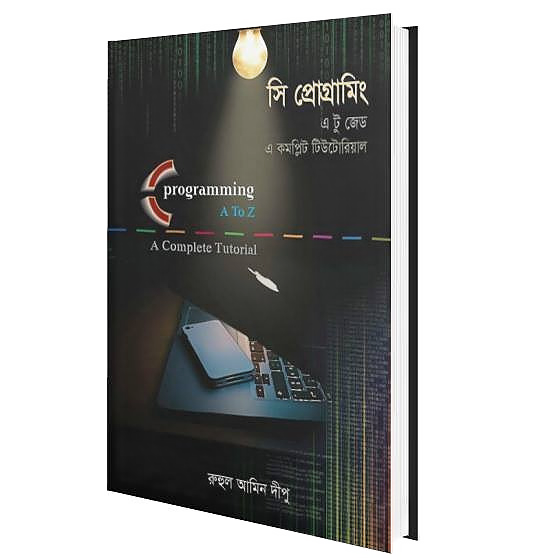 সি প্রোগ্রামিং
এ টু জেড
এ কমপ্লিট টিউটোরিয়াল
C programming
A To Z
A Complete Tutorial
রুহুল আমিন দীপু